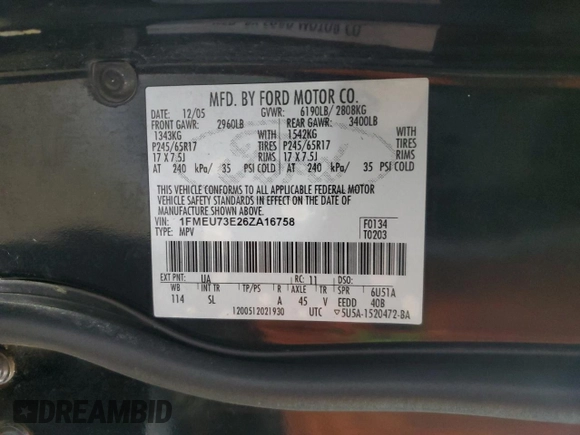 MFD. BY FORD MOTOR CO.
DATE: 12/05 GVWR: 6190LB/ 2808KG
FRONT GAWR: 2960LB REAR GAWR: 3400LB
1343KG WITH 1542KG WITH
P245/65R17 TIRES P245/65R17 TIRES
17 X 7.5J RIMS 17 X 7.5J RIMS
AT 240 kPa/ 35 PSI COLD AT 240 kPa/ 35 PSI COLD
THIS VEHICLE CONFORMS TO ALL APPLICABLE FEDERAL MOTOR
VEHICLE SAFETY STANDARDS IN EFFECT ON THE DATE OF
MANUFACTURE SHOWN ABOVE.
VIN: 1FMEU73E26ZA16758 F0134
TYPE: MPV T0203
EXT PNT: UA RC: 11 DSO:
WB INT TR TP/PS R AXLE TR SPR 6U51A
114 SL A 45 V EEDD 40B
1200512021930 UTC 5U5A-1520472-BA
DREAMBID